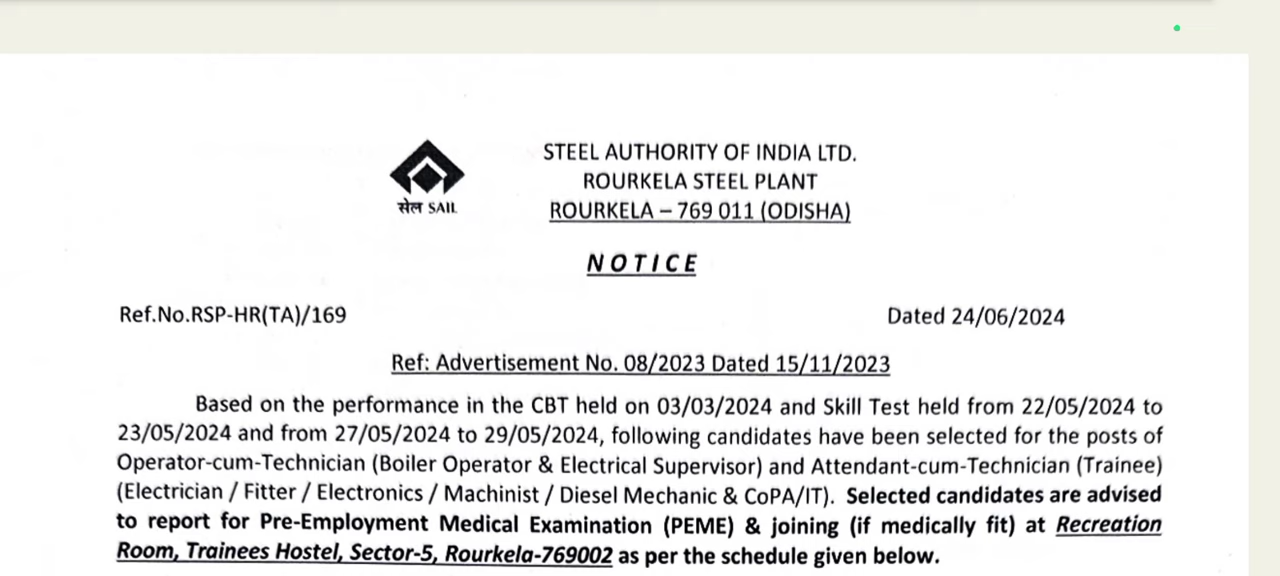 STEEL AUTHORITY OF INDIA LTD.
ROURKELA STEEL PLANT
सेल SAIL
ROURKELA – 769 011 (ODISHA)
NOTICE
Ref.No.RSP-HR(TA)/169 Dated 24/06/2024
Ref: Advertisement No. 08/2023 Dated 15/11/2023
Based on the performance in the CBT held on 03/03/2024 and Skill Test held from 22/05/2024 to
23/05/2024 and from 27/05/2024 to 29/05/2024, following candidates have been selected for the posts of
Operator-cum-Technician (Boiler Operator & Electrical Supervisor) and Attendant-cum-Technician (Trainee)
(Electrician / Fitter / Electronics / Machinist / Diesel Mechanic & CoPA/IT). Selected candidates are advised
to report for Pre-Employment Medical Examination (PEME) & joining (if medically fit) at Recreation
Room, Trainees Hostel, Sector-5, Rourkela-769002 as per the schedule given below.